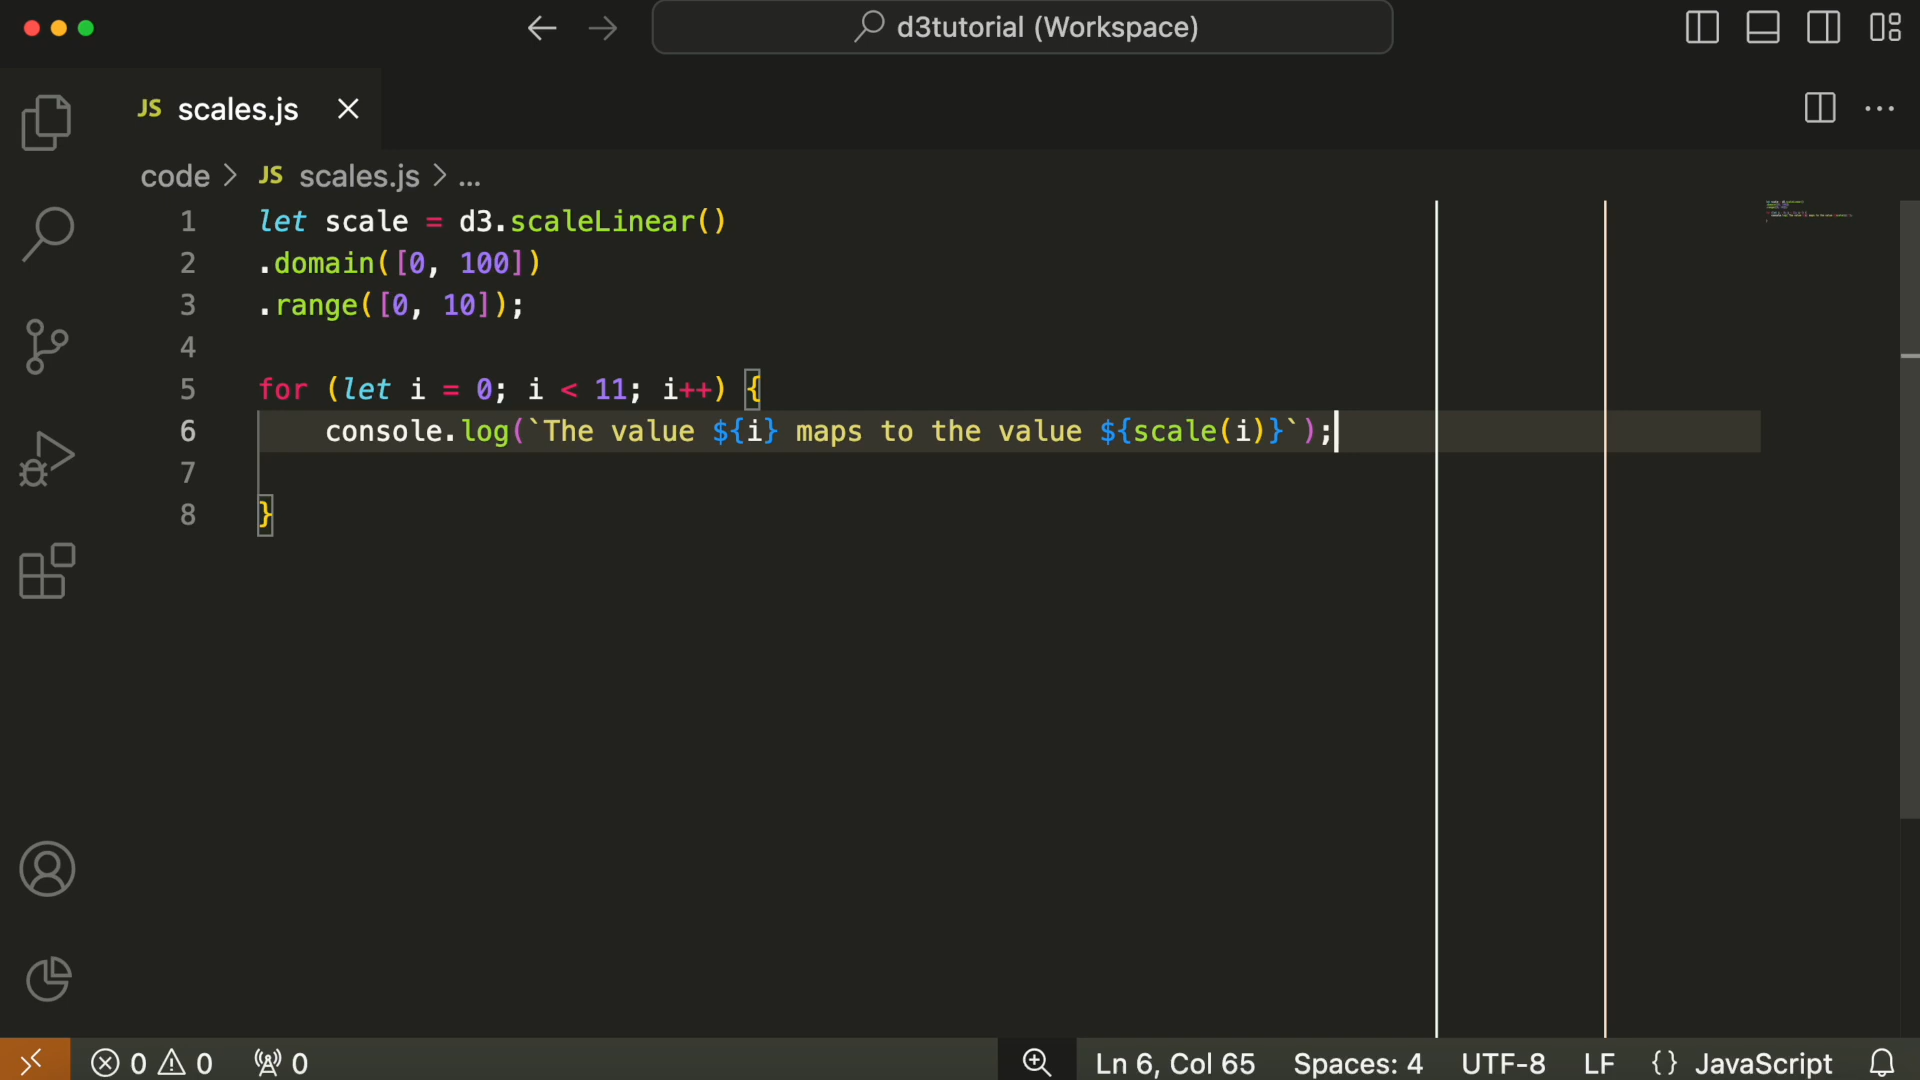 d3tutorial (Workspace)
JS scales.js
code > JS scales.js > ...
1 let scale = d3.scaleLinear()
2 .domain([0, 100])
3 .range([0, 10]);
4
5 for (let i = 0; i < 11; i++) {
6     console.log(`The value ${i} maps to the value ${scale(i)}`);
7
8 }
0 0 0 Ln 6, Col 65 Spaces: 4 UTF-8 LF {} JavaScript